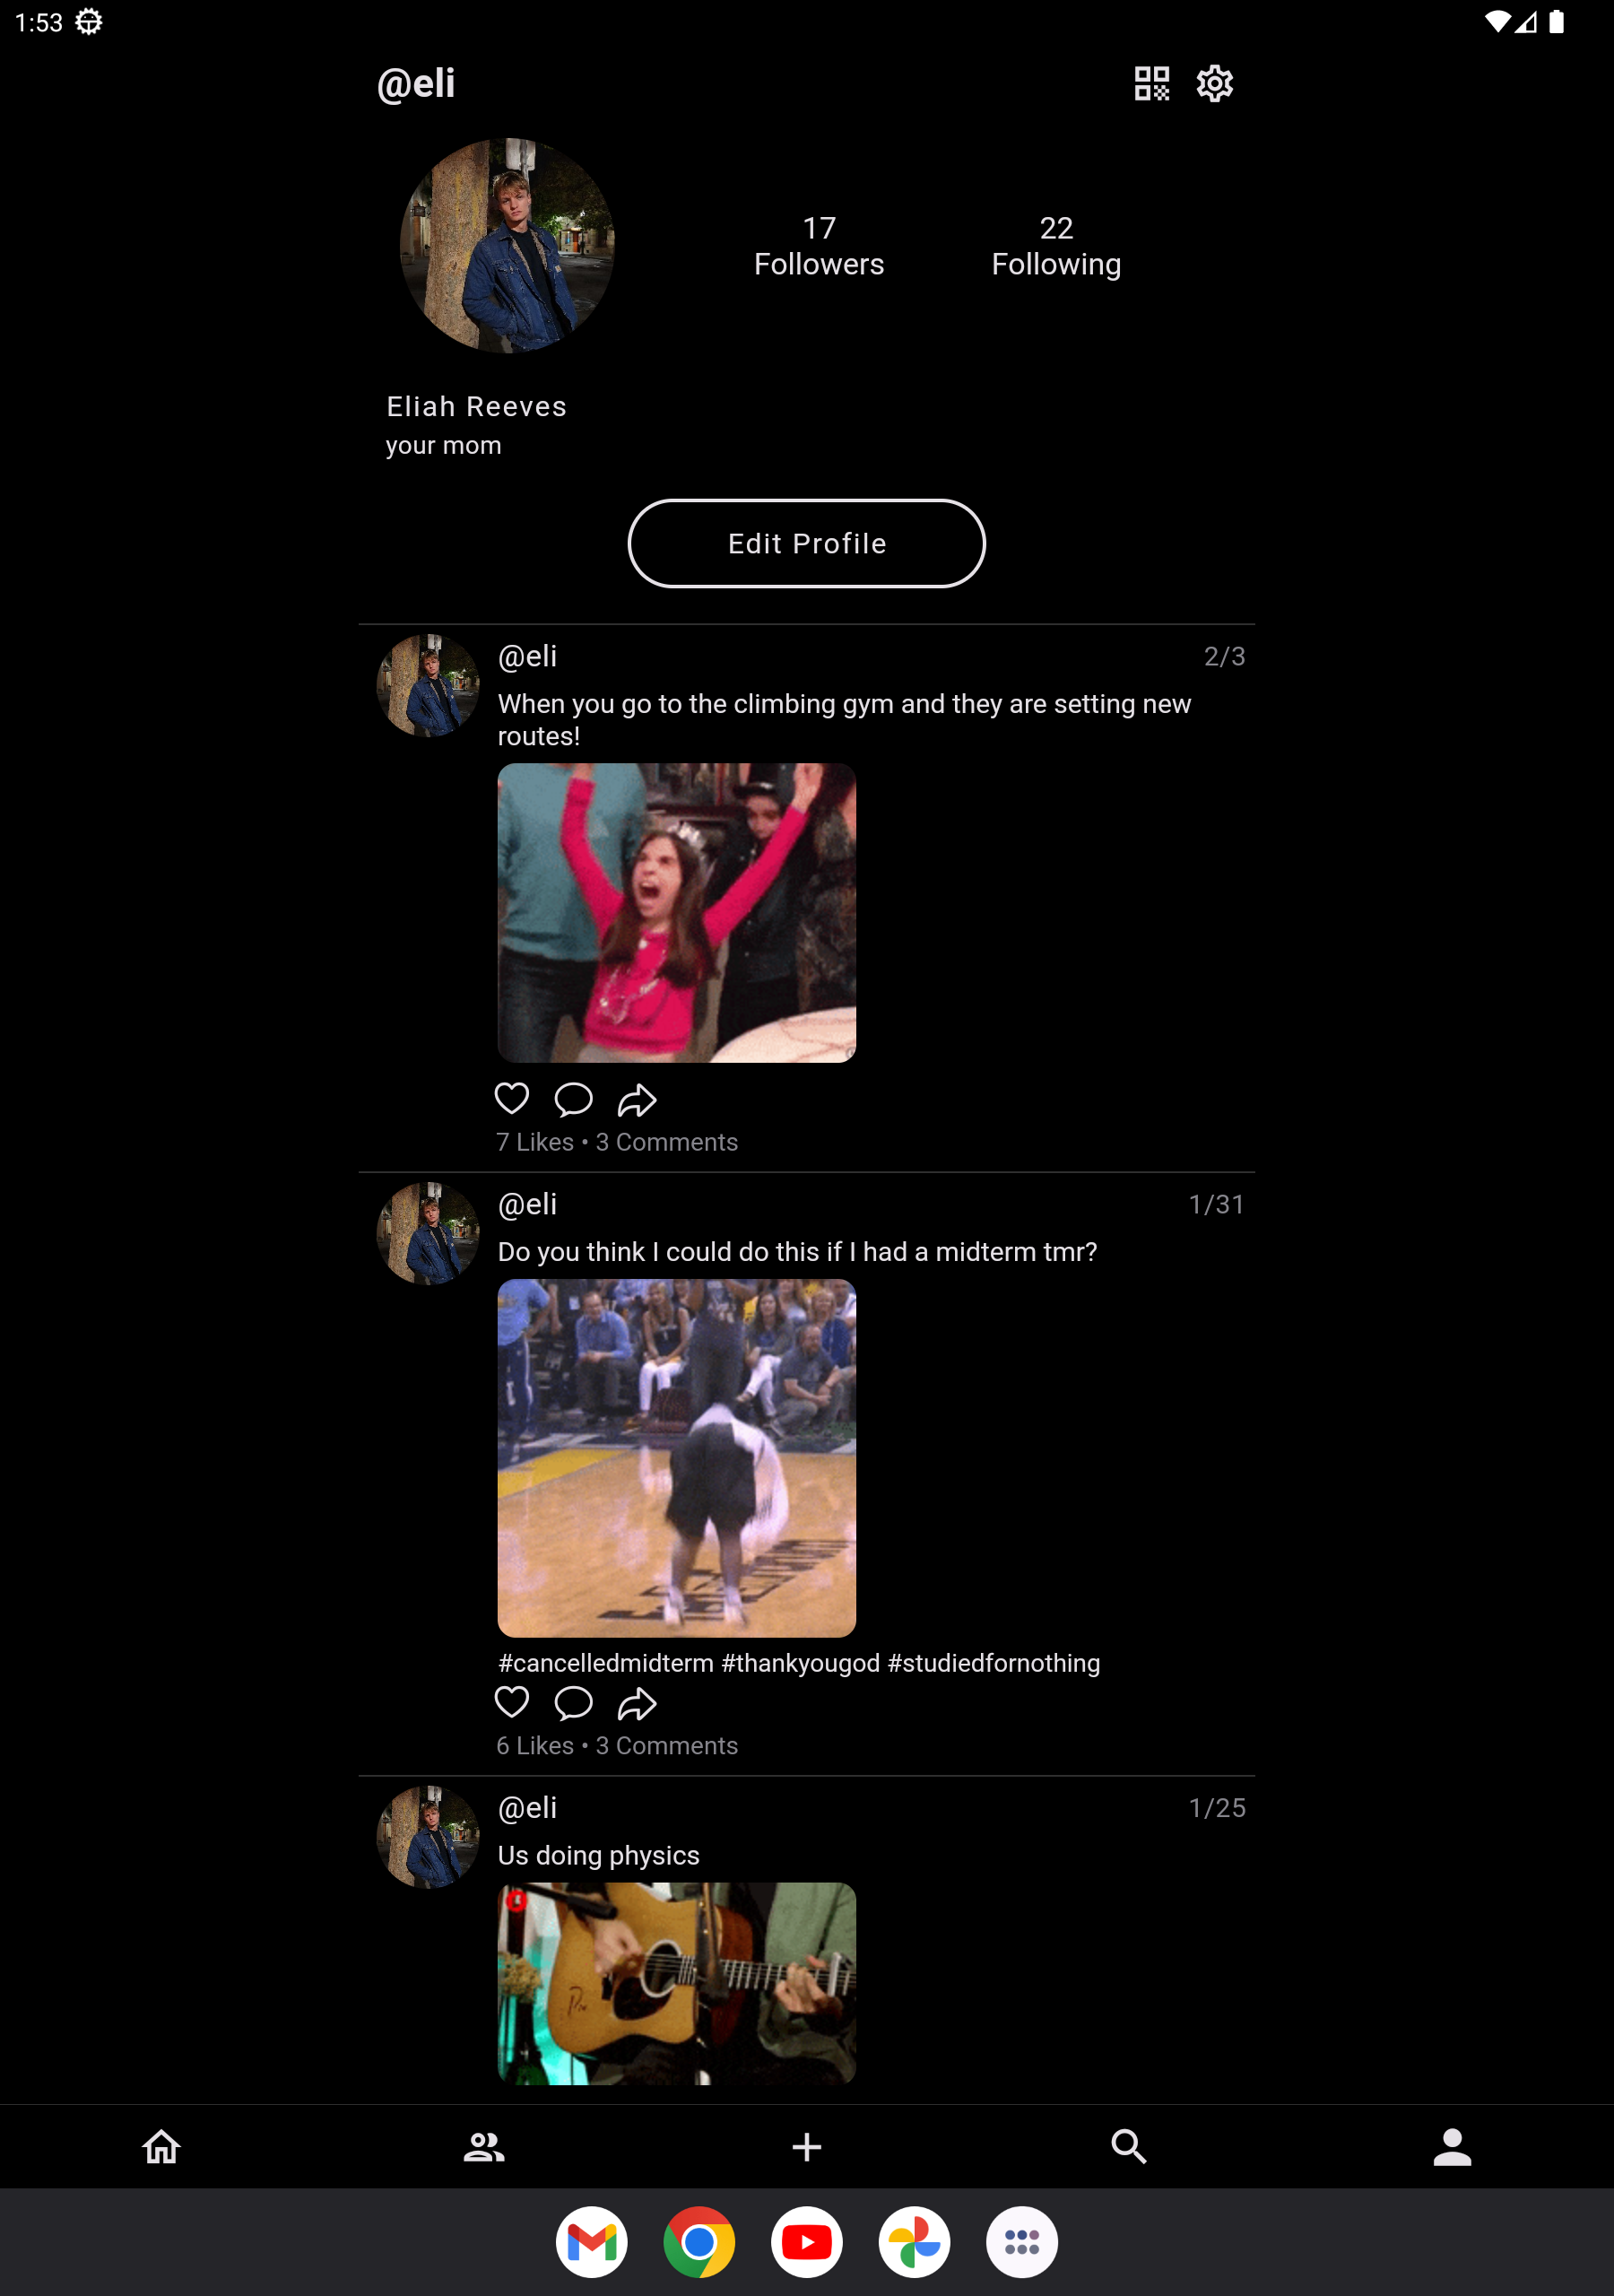 1:53
@eli
17
Followers
22
Following
Eliah Reeves
your mom
Edit Profile
@eli
2/3
When you go to the climbing gym and they are setting new
routes!
7 Likes • 3 Comments
@eli
1/31
Do you think I could do this if I had a midterm tmr?
#cancelledmidterm #thankyougod #studiedfornothing
6 Likes • 3 Comments
@eli
1/25
Us doing physics